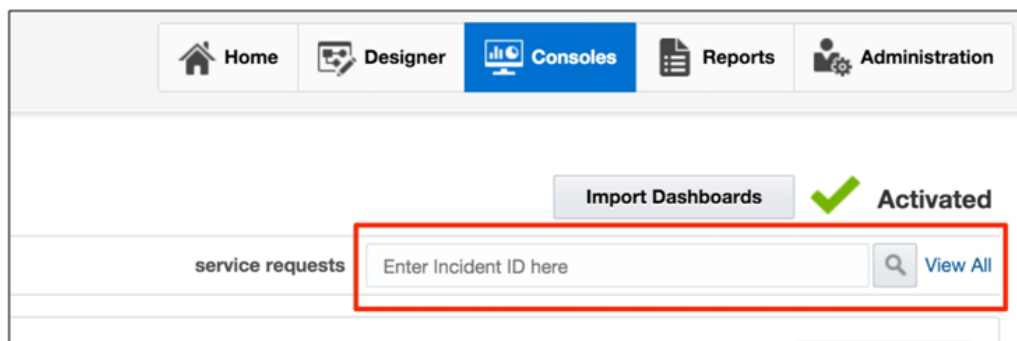 Home Designer Consoles Reports Administration
Import Dashboards Activated
service requests Enter Incident ID here View All